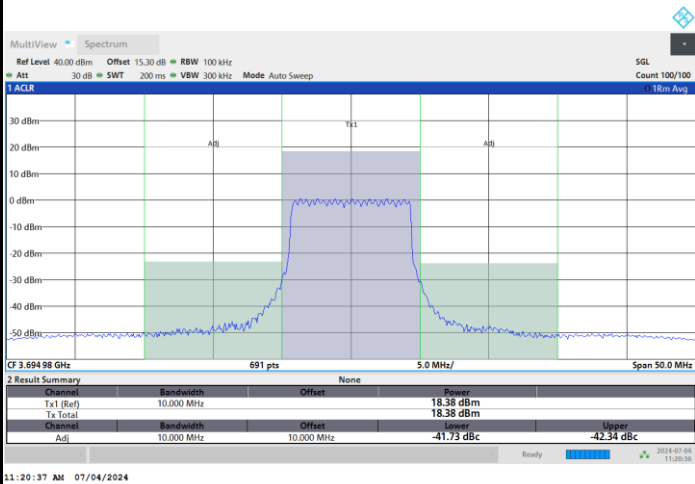 MultiView Spectrum
Ref Level 40.00 dBm Offset 15.30 dB RBW 100 kHz SGL
Att 30 dB SWT 200 ms VBW 300 kHz Mode Auto Sweep Count 100/100
1 ACLR 1Rm Avg
30 dBm
Tx1
20 dBm
Adj Adj
10 dBm
0 dBm
-10 dBm
-20 dBm
-30 dBm
-40 dBm
-50 dBm
CF 3.694 98 GHz 691 pts 5.0 MHz/ Span 50.0 MHz
2 Result Summary None
Channel Bandwidth Offset Power
Tx1 (Ref) 10.000 MHz 18.38 dBm
Tx Total 18.38 dBm
Channel Bandwidth Offset Lower Upper
Adj 10.000 MHz 10.000 MHz -41.73 dBc -42.34 dBc
Ready 2024-07-04
11:20:38
11:20:37 AM 07/04/2024